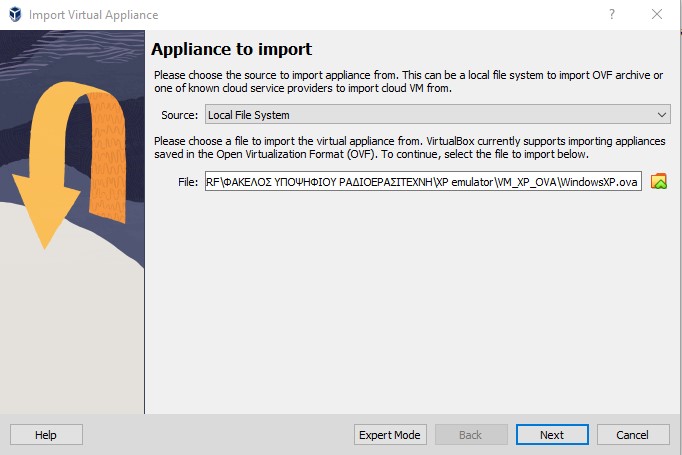 Import Virtual Appliance
Appliance to import
Please choose the source to import appliance from. This can be a local file system to import OVF archive or
one of known cloud service providers to import cloud VM from.
Source: Local File System
Please choose a file to import the virtual appliance from. VirtualBox currently supports importing appliances
saved in the Open Virtualization Format (OVF). To continue, select the file to import below.
File: RF\ΦΑΚΕΛΟΣ ΥΠΟΨΗΦΙΟΥ ΡΑΔΙΟΕΡΑΣΙΤΕΧΝΗ\XP emulator\VM_XP_OVA\WindowsXP.ova
Help Expert Mode Back Next Cancel